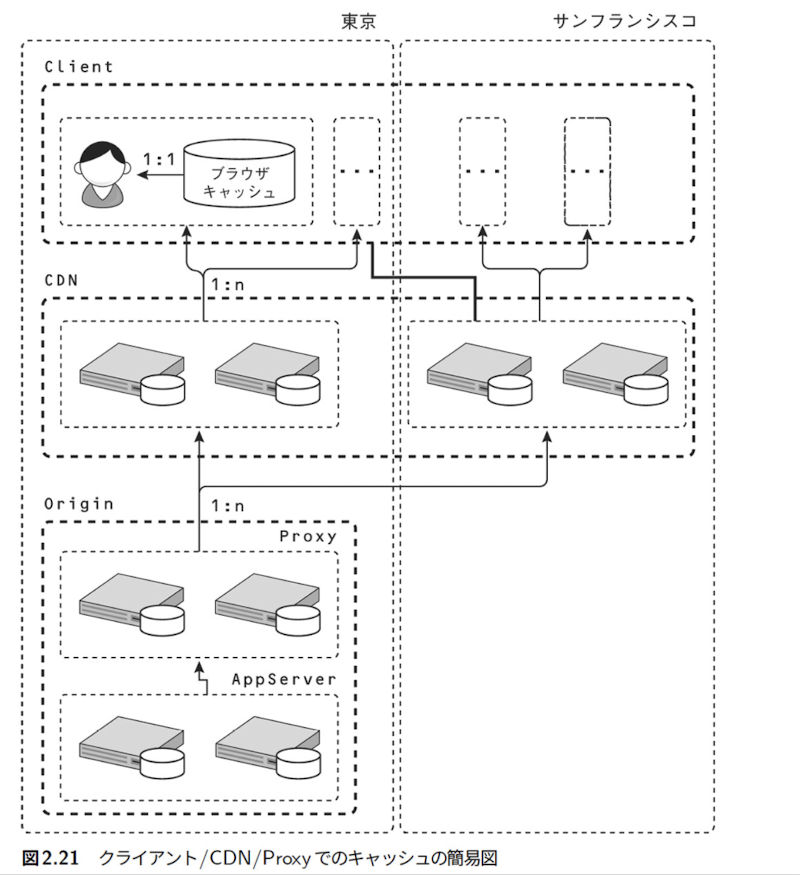 東京
サンフランシスコ
Client
1:1
ブラウザ
キャッシュ
...
...
...
1:n
CDN
1:n
Origin
Proxy
AppServer
図2.21 クライアント/CDN/Proxyでのキャッシュの簡易図